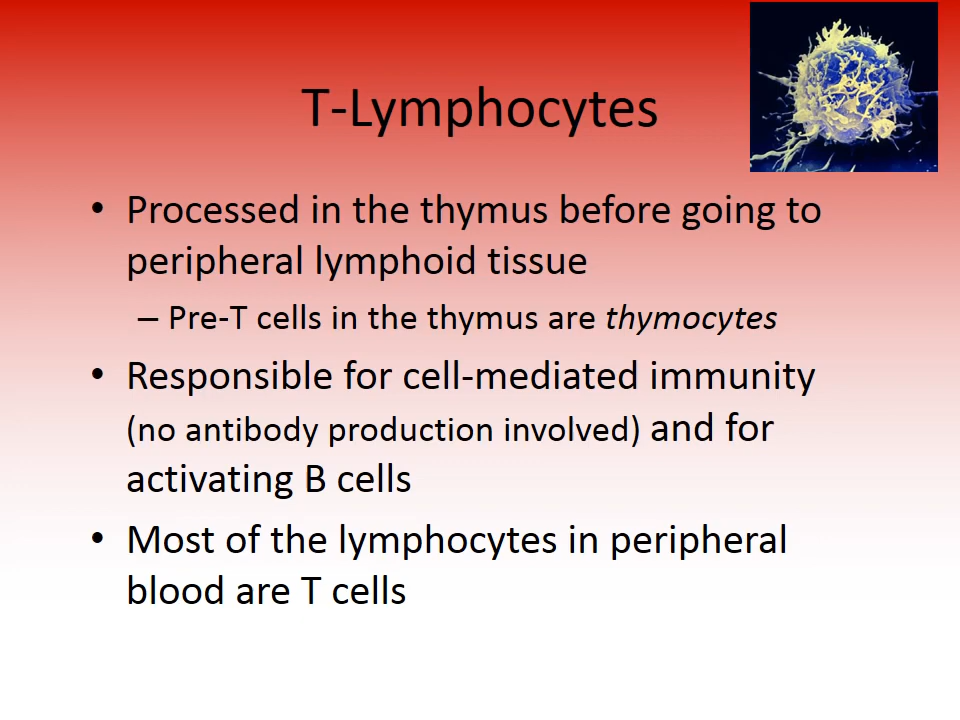 T-Lymphocytes
• Processed in the thymus before going to
peripheral lymphoid tissue
– Pre-T cells in the thymus are thymocytes
• Responsible for cell-mediated immunity
(no antibody production involved) and for
activating B cells
• Most of the lymphocytes in peripheral
blood are T cells